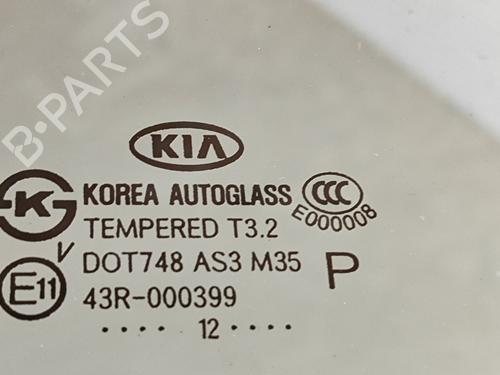 B-PARTS
KIA
K
KOREA AUTOGLASS
CCC
E000008
TEMPERED T3.2
V
DOT748 AS3 M35
P
E11
43R-000399
.... 12 ....